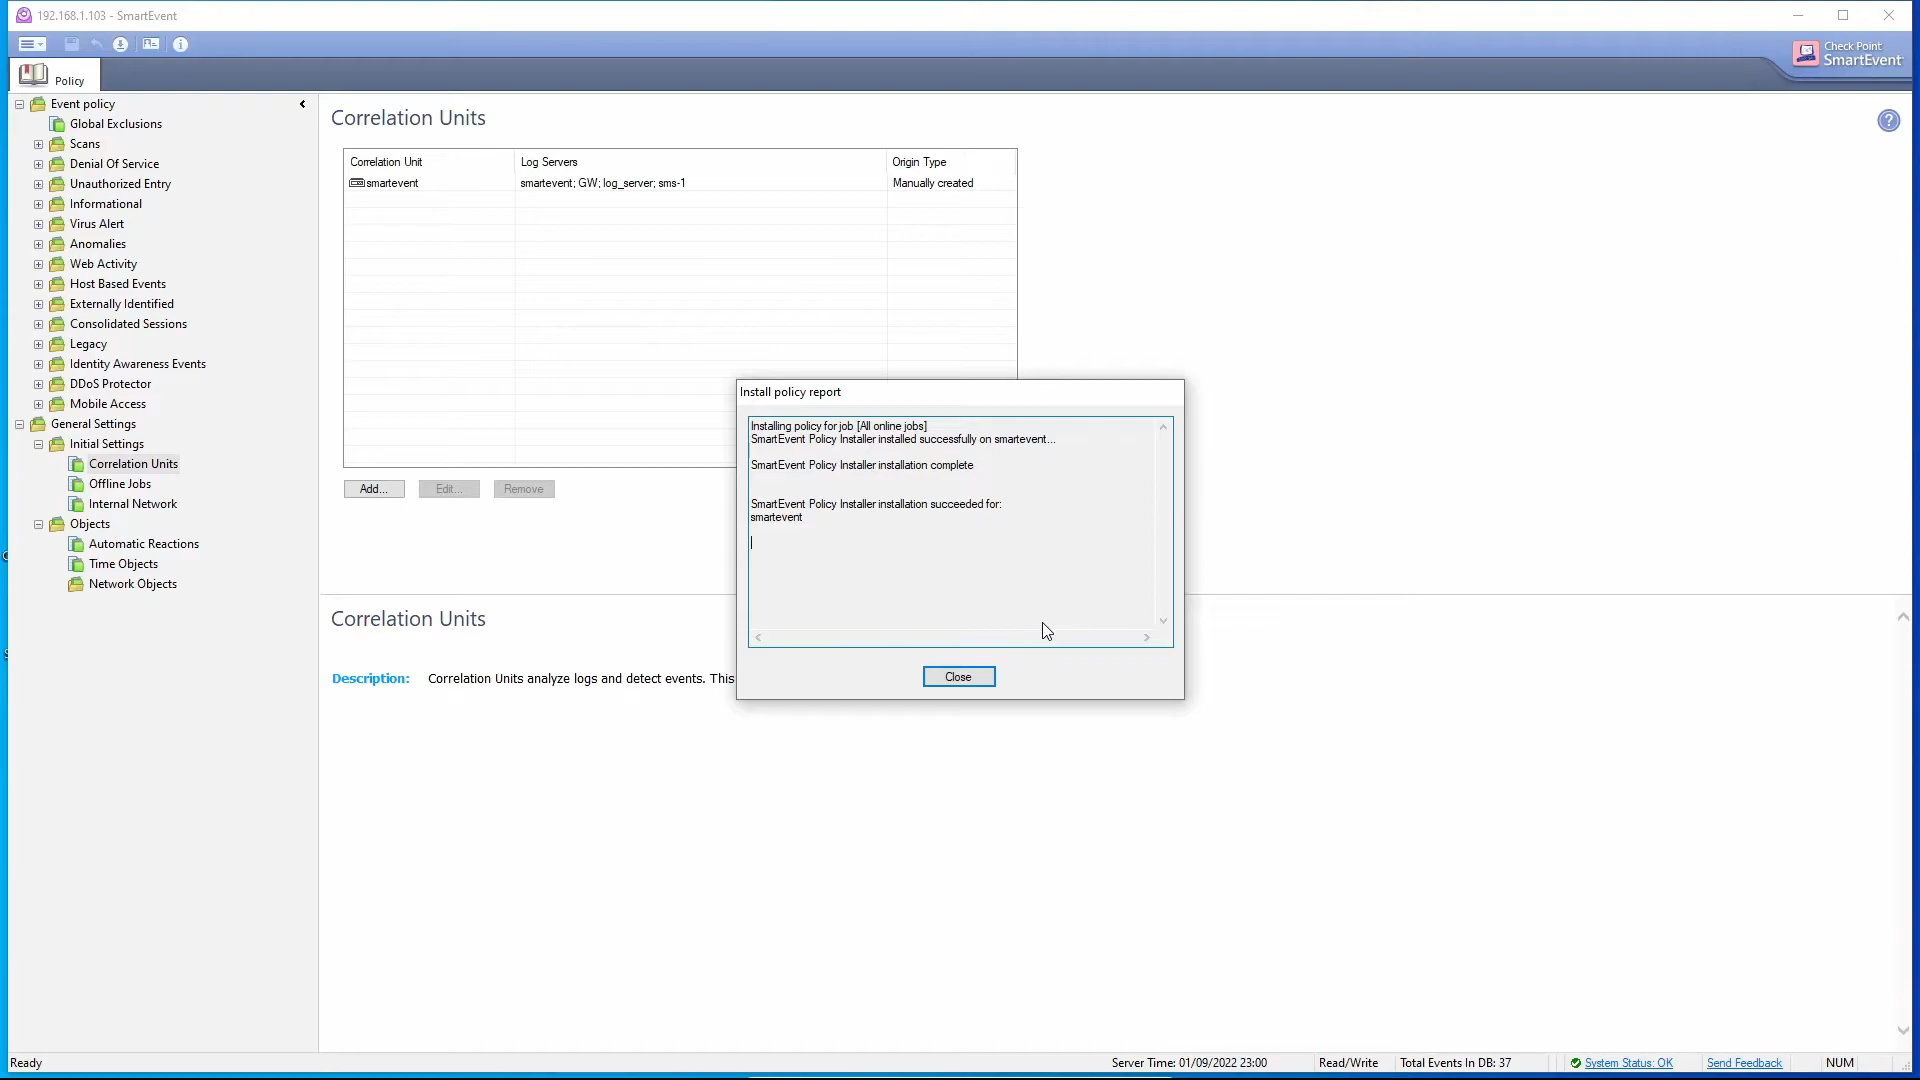 192.168.1.103 - SmartEvent
Check Point
SmartEvent
Policy
Event policy
Global Exclusions
Scans
Denial Of Service
Unauthorized Entry
Informational
Virus Alert
Anomalies
Web Activity
Host Based Events
Externally Identified
Consolidated Sessions
Legacy
Identity Awareness Events
DDoS Protector
Mobile Access
General Settings
Initial Settings
Correlation Units
Offline Jobs
Internal Network
Objects
Automatic Reactions
Time Objects
Network Objects
Correlation Units
Correlation Unit Log Servers Origin Type
smartevent smartevent; GW; log_server; sms-1 Manually created
Add... Edit... Remove
Install policy report
Installing policy for job [All online jobs]
SmartEvent Policy Installer installed successfully on smartevent...
SmartEvent Policy Installer installation complete
SmartEvent Policy Installer installation succeeded for:
smartevent
Close
Correlation Units
Description: Correlation Units analyze logs and detect events. This
Ready Server Time: 01/09/2022 23:00 Read/Write Total Events In DB: 37 System Status: OK Send Feedback NUM